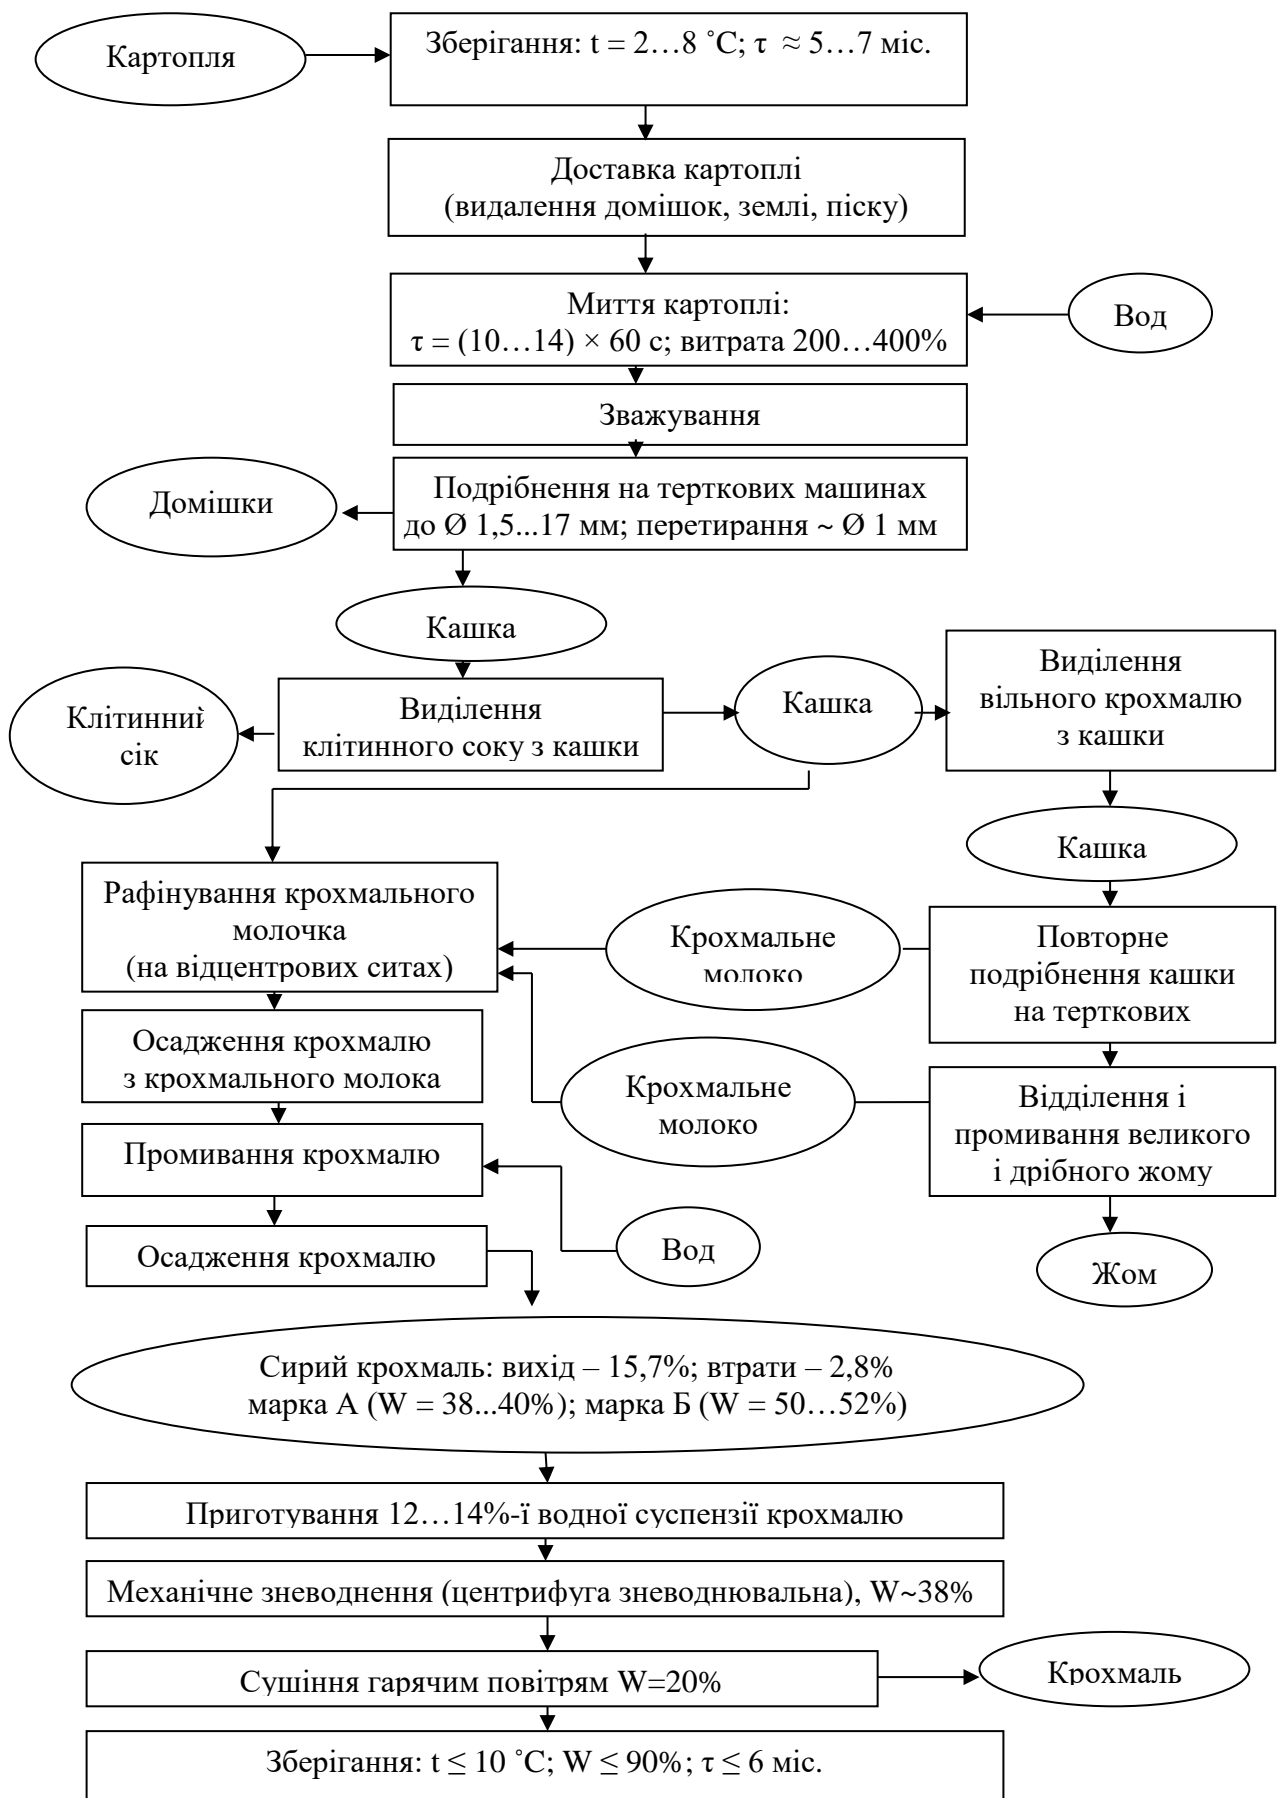 Картопля
Зберігання: t = 2…8 ˚С; τ ≈ 5…7 міс.
Доставка картоплі
(видалення домішок, землі, піску)
Миття картоплі:
τ = (10…14) × 60 с; витрата 200…400%
Вод
Зважування
Подрібнення на терткових машинах
до Ø 1,5...17 мм; перетирання ~ Ø 1 мм
Домішки
Кашка
Виділення
клітинного соку з кашки
Клітинний
сік
Кашка
Виділення
вільного крохмалю
з кашки
Кашка
Рафінування крохмального
молочка
(на відцентрових ситах)
Крохмальне
молоко
Повторне
подрібнення кашки
на терткових
Осадження крохмалю
з крохмального молока
Крохмальне
молоко
Відділення і
промивання великого
і дрібного жому
Промивання крохмалю
Осадження крохмалю
Вод
Жом
Сирий крохмаль: вихід – 15,7%; втрати – 2,8%
марка А (W = 38...40%); марка Б (W = 50…52%)
Приготування 12…14%-ї водної суспензії крохмалю
Механічне зневоднення (центрифуга зневоднювальна), W~38%
Сушіння гарячим повітрям W=20%
Крохмаль
Зберігання: t ≤ 10 ˚С; W ≤ 90%; τ ≤ 6 міс.